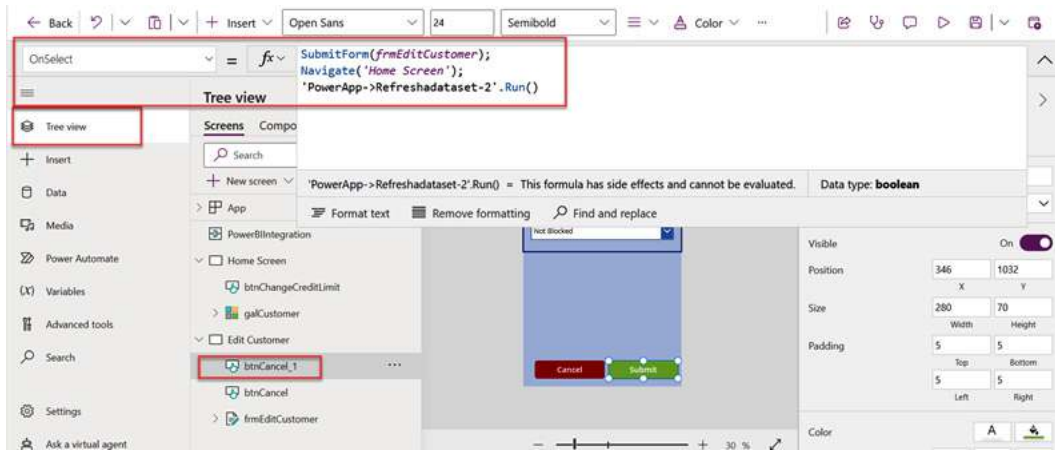 Back
Insert
Open Sans
24
Semibold
Color
OnSelect
=
fx
SubmitForm(frmEditCustomer);
Navigate('Home Screen');
'PowerApp->Refreshadataset-2'.Run()
'PowerApp->Refreshadataset-2'.Run() = This formula has side effects and cannot be evaluated.
Data type: boolean
Format text
Remove formatting
Find and replace
Tree view
Insert
Data
Media
Power Automate
Variables
Advanced tools
Search
Settings
Ask a virtual agent
Tree view
Screens Compo
Search
New screen
App
PowerBIIntegration
Home Screen
btnChangeCreditLimit
galCustomer
Edit Customer
btnCancel_1
btnCancel
frmEditCustomer
Not Blocked
Cancel
Submit
30 %
Visible
On
Position
346 1032
X Y
Size
280 70
Width Height
Padding
5 5
Top Bottom
5 5
Left Right
Color
A